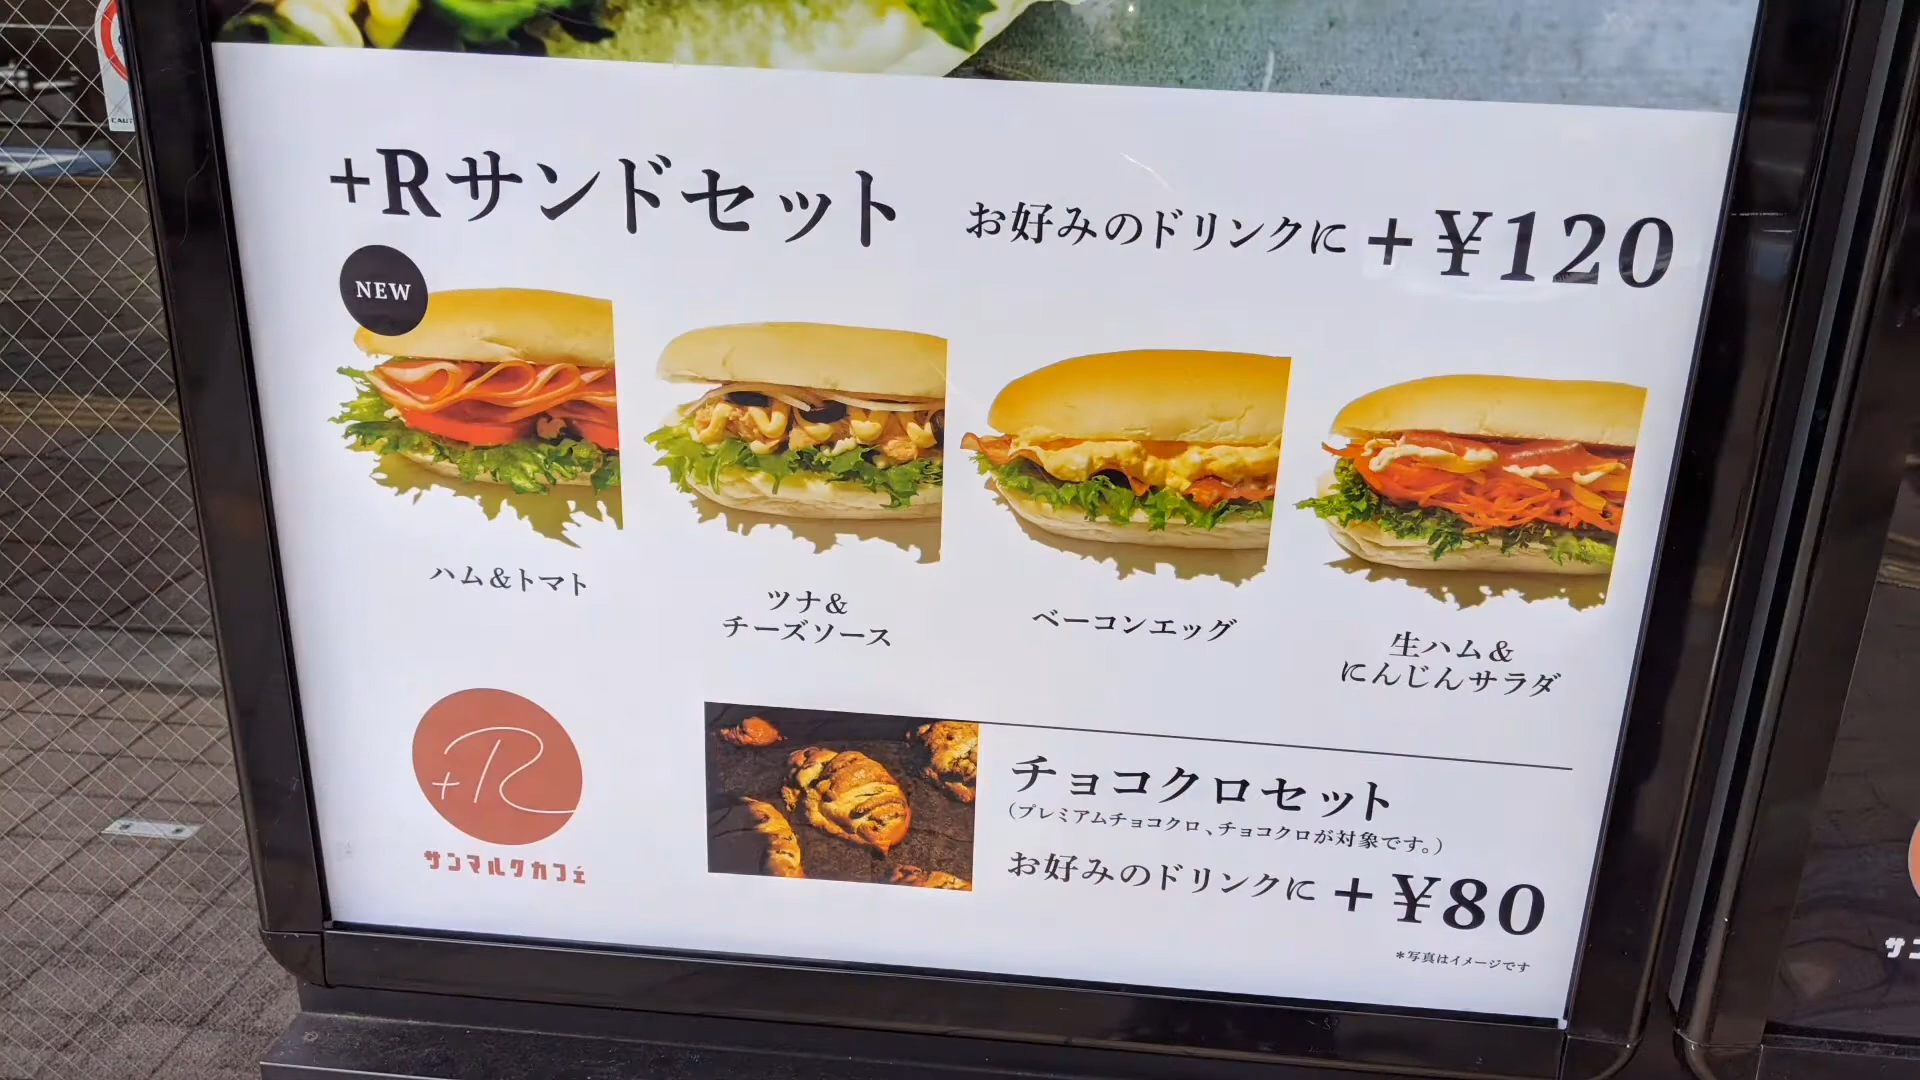 +Rサンドセット
お好みのドリンクに +¥120
NEW
ハム&トマト
ツナ&
チーズソース
ベーコンエッグ
生ハム&
にんじんサラダ
+R
サンマルクカフェ
チョコクロセット
(プレミアムチョコクロ、チョコクロが対象です。)
お好みのドリンクに +¥80
*写真はイメージです